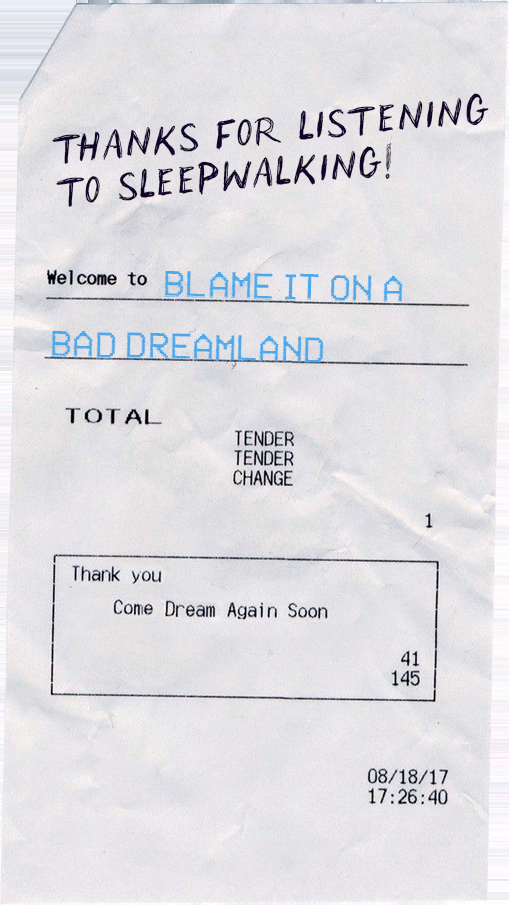 THANKS FOR LISTENING
TO SLEEPWALKING!
Welcome to BLAME IT ON A
BAD DREAMLAND
TOTAL
TENDER
TENDER
CHANGE
1
Thank you
Come Dream Again Soon
41
145
08/18/17
17:26:40